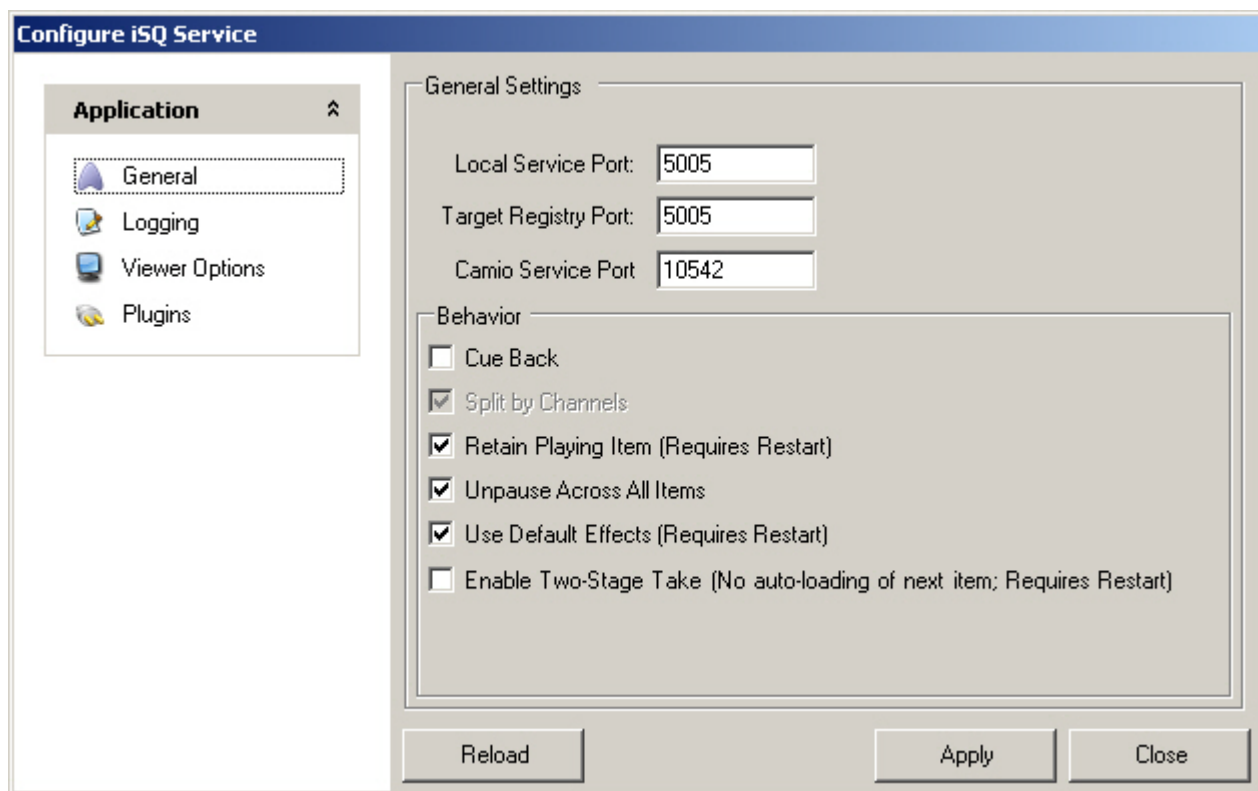 Configure iSQ Service
Application
General
Logging
Viewer Options
Plugins
General Settings
Local Service Port: 5005
Target Registry Port: 5005
Camio Service Port 10542
Behavior
Cue Back
Split by Channels
Retain Playing Item (Requires Restart)
Unpause Across All Items
Use Default Effects (Requires Restart)
Enable Two-Stage Take (No auto-loading of next item; Requires Restart)
Reload Apply Close